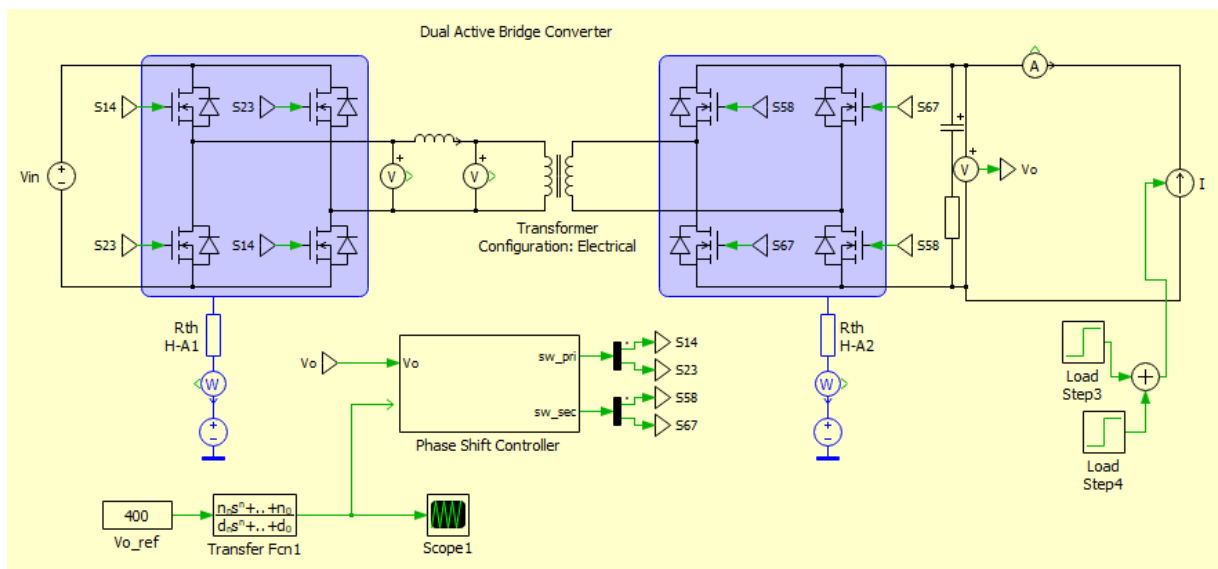 Dual Active Bridge Converter
S14
S23
S58
S67
A
Vin
V
V
V
Vo
I
S23
S14
S67
S58
Transformer
Configuration: Electrical
Rth
H-A1
Rth
H-A2
W
W
Vo
Vo
sw_pri
sw_sec
S14
S23
S58
S67
Phase Shift Controller
Load
Step3
Load
Step4
400
Vo_ref
nₙsⁿ+..+n₀
dₙsⁿ+..+d₀
Transfer Fcn1
Scope1